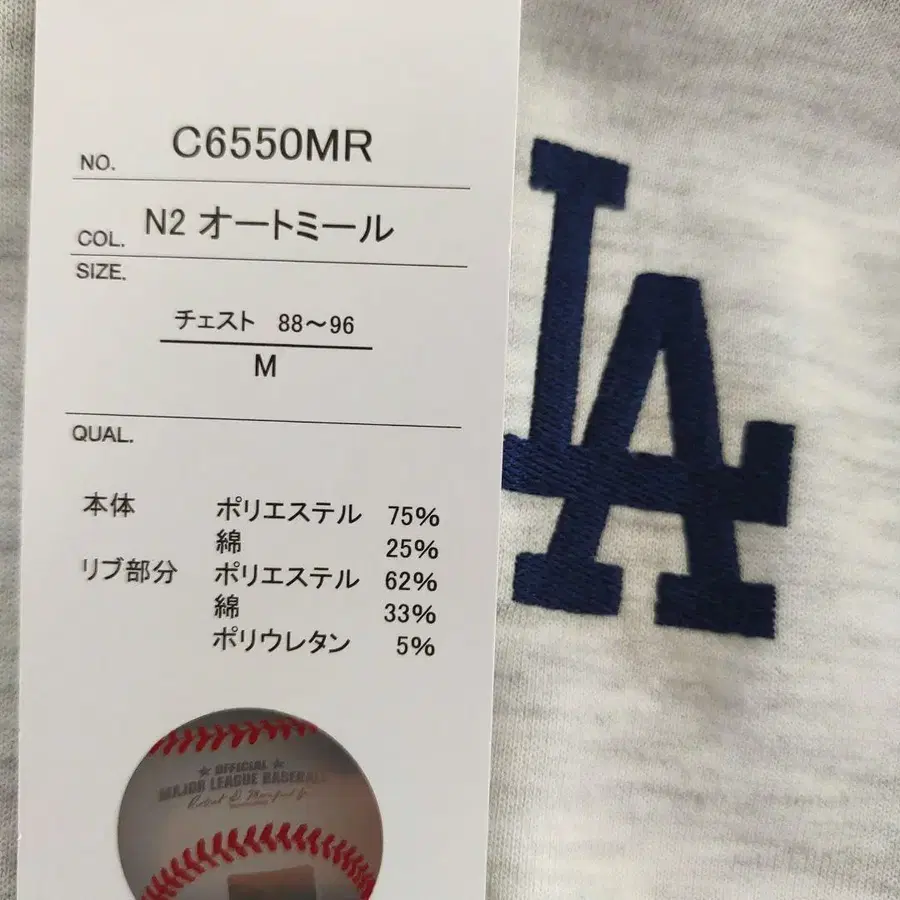 NO. C6550MR
COL. N2 オートミール
SIZE.
チェスト 88～96
M
QUAL.
本体 ポリエステル 75%
綿 25%
リブ部分 ポリエステル 62%
綿 33%
ポリウレタン 5%
LA
★ OFFICIAL ★
MAJOR LEAGUE BASEBALL